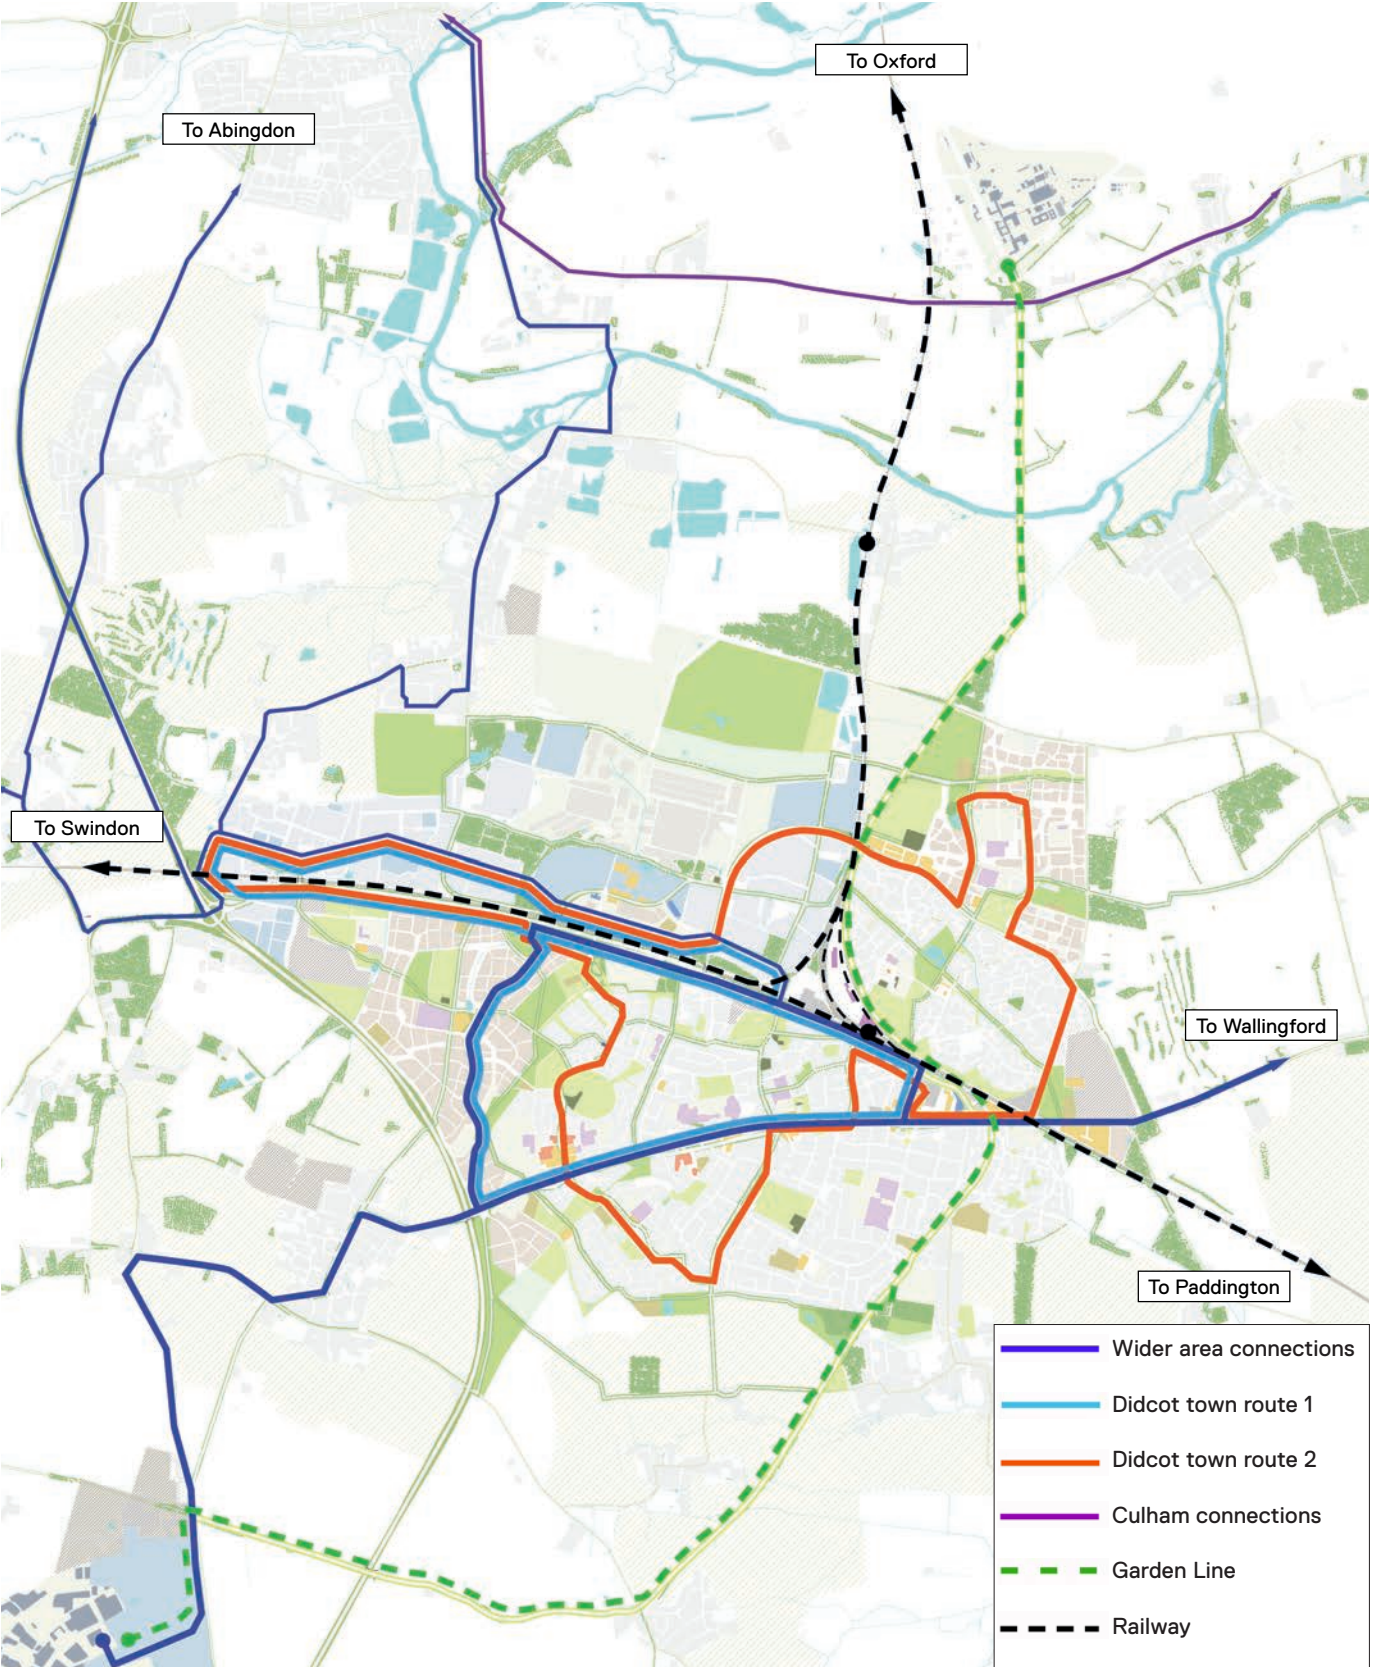 To Oxford
To Abingdon
To Swindon
To Wallingford
To Paddington
Wider area connections
Didcot town route 1
Didcot town route 2
Culham connections
Garden Line
Railway